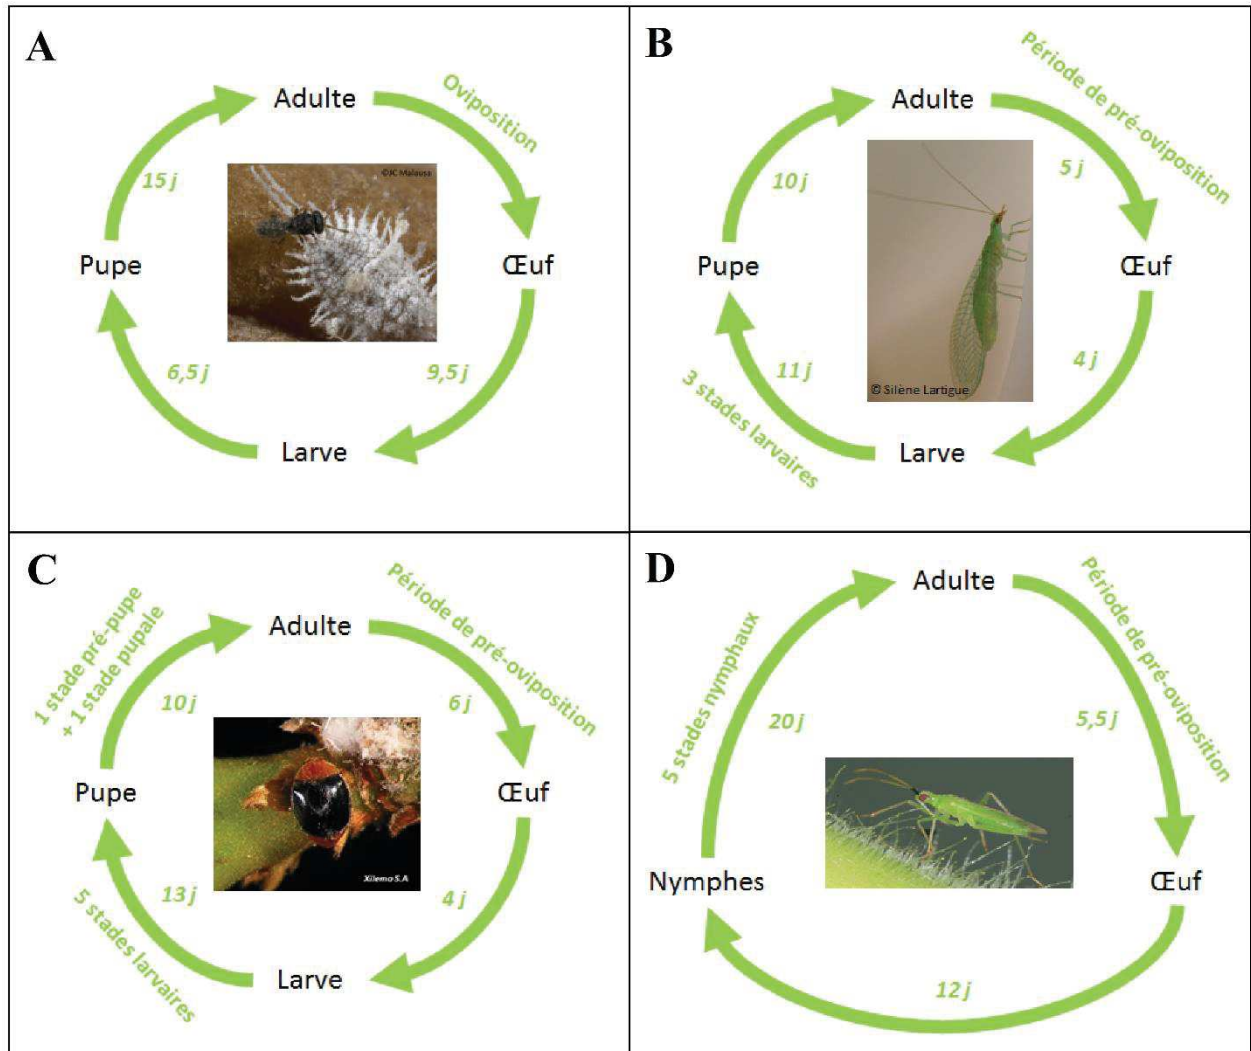 A
Adulte
Oviposition
15 j
©JC Malausa
Pupe
Œuf
6,5 j
9,5 j
Larve
B
Adulte
Période de pré-oviposition
10 j
5 j
Pupe
Œuf
11 j
4 j
3 stades larvaires
© Silène Lartigue
Larve
C
1 stade pré-pupe
+ 1 stade pupale
Adulte
Période de pré-oviposition
10 j
6 j
Pupe
Œuf
Xilema S.A
13 j
4 j
5 stades larvaires
Larve
D
Adulte
Période de pré-oviposition
5 stades nymphaux
20 j
5,5 j
Nymphes
Œuf
12 j